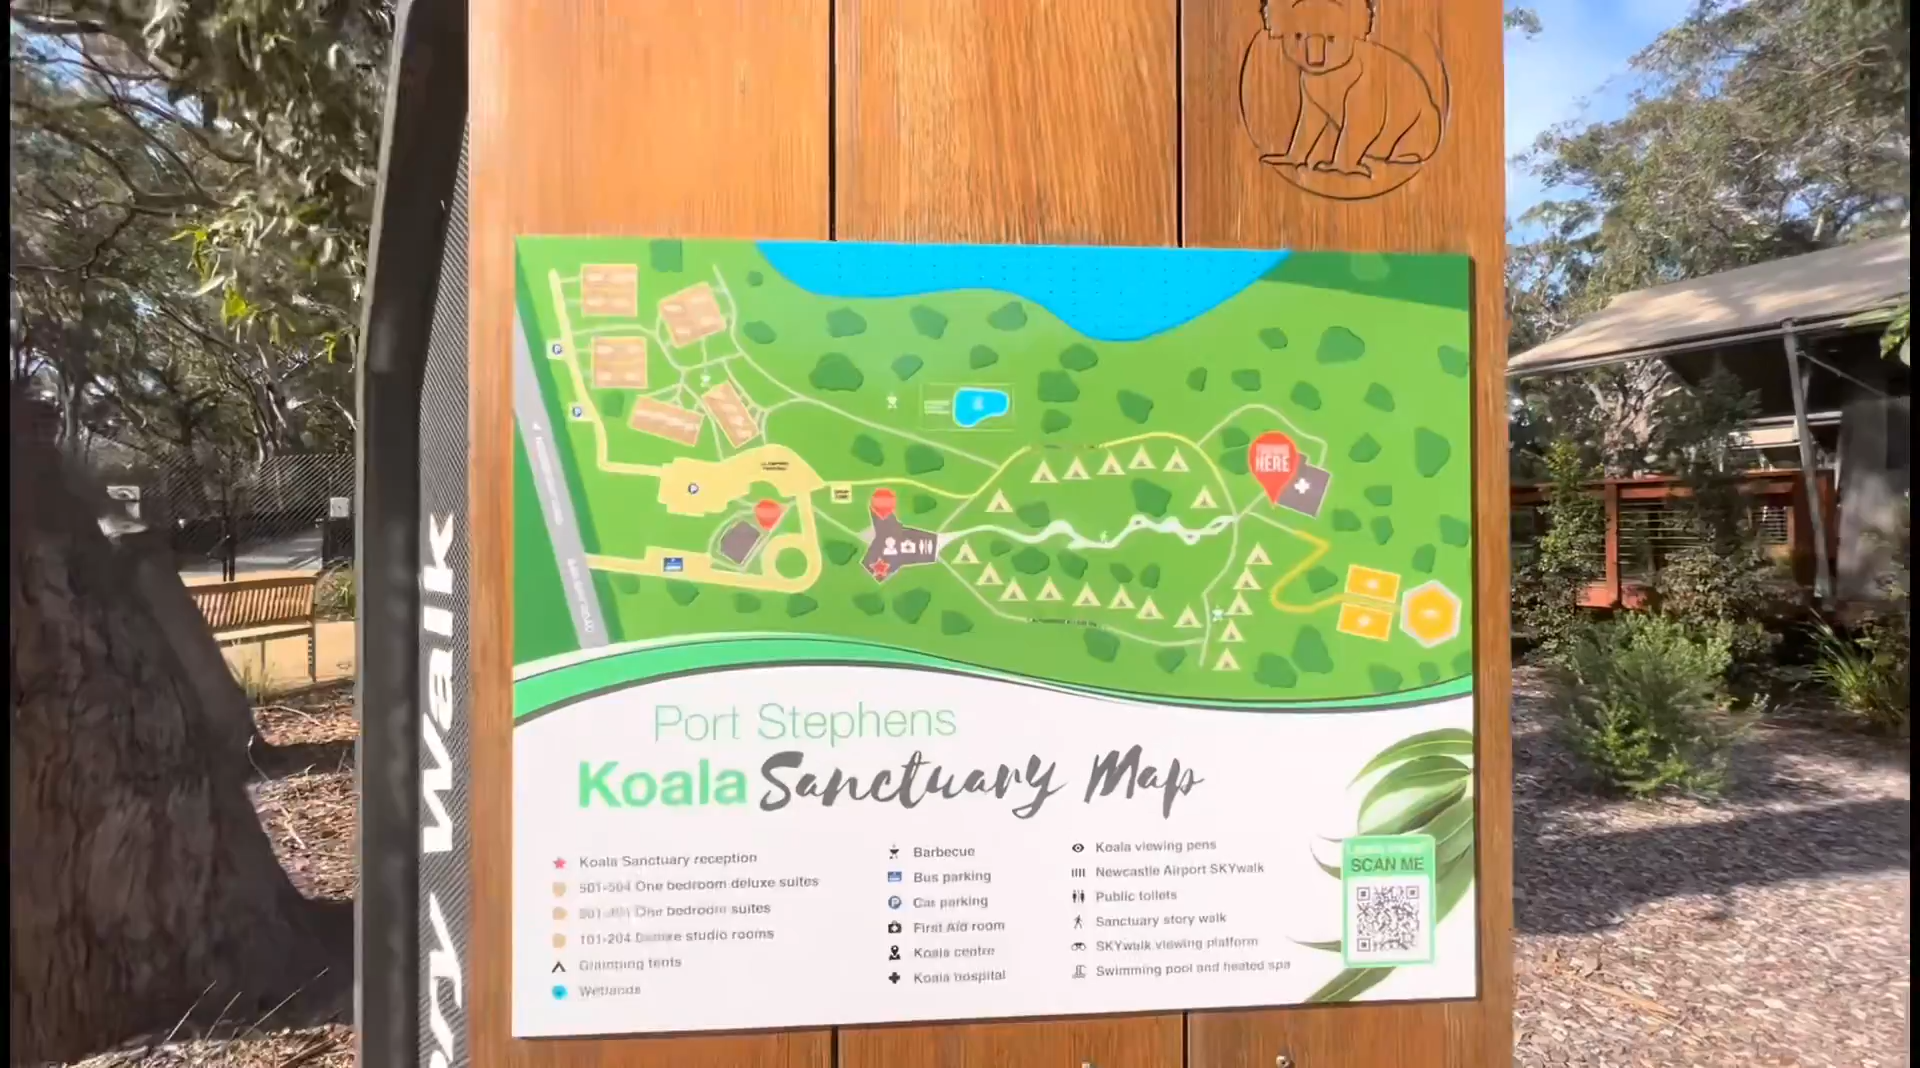 HERE
Port Stephens
Koala Sanctuary Map
Koala Sanctuary reception
501-504 One bedroom deluxe suites
One bedroom suites
101-204 Deluxe studio rooms
Glamping tents
Wetlands
Barbecue
Bus parking
Car parking
First Aid room
Koala centre
Koala hospital
Koala viewing pens
Newcastle Airport SKYwalk
Public toilets
Sanctuary story walk
SKYwalk viewing platform
Swimming pool and heated spa
SCAN ME
ory walk